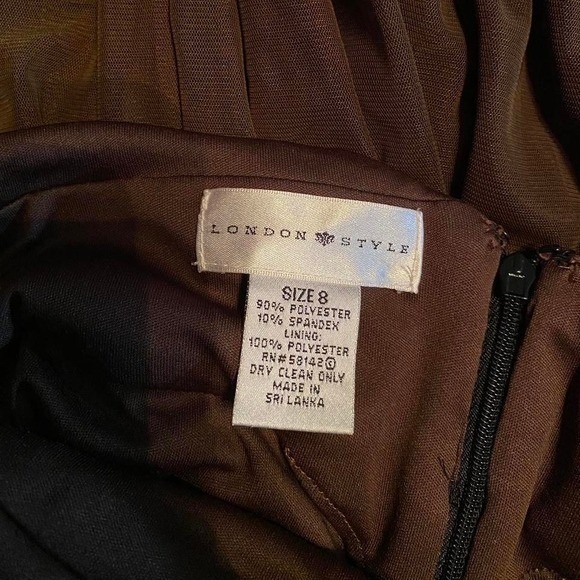 LONDON STYLE
SIZE 8
90% POLYESTER
10% SPANDEX
LINING:
100% POLYESTER
RN#58142©
DRY CLEAN ONLY
MADE IN
SRI LANKA